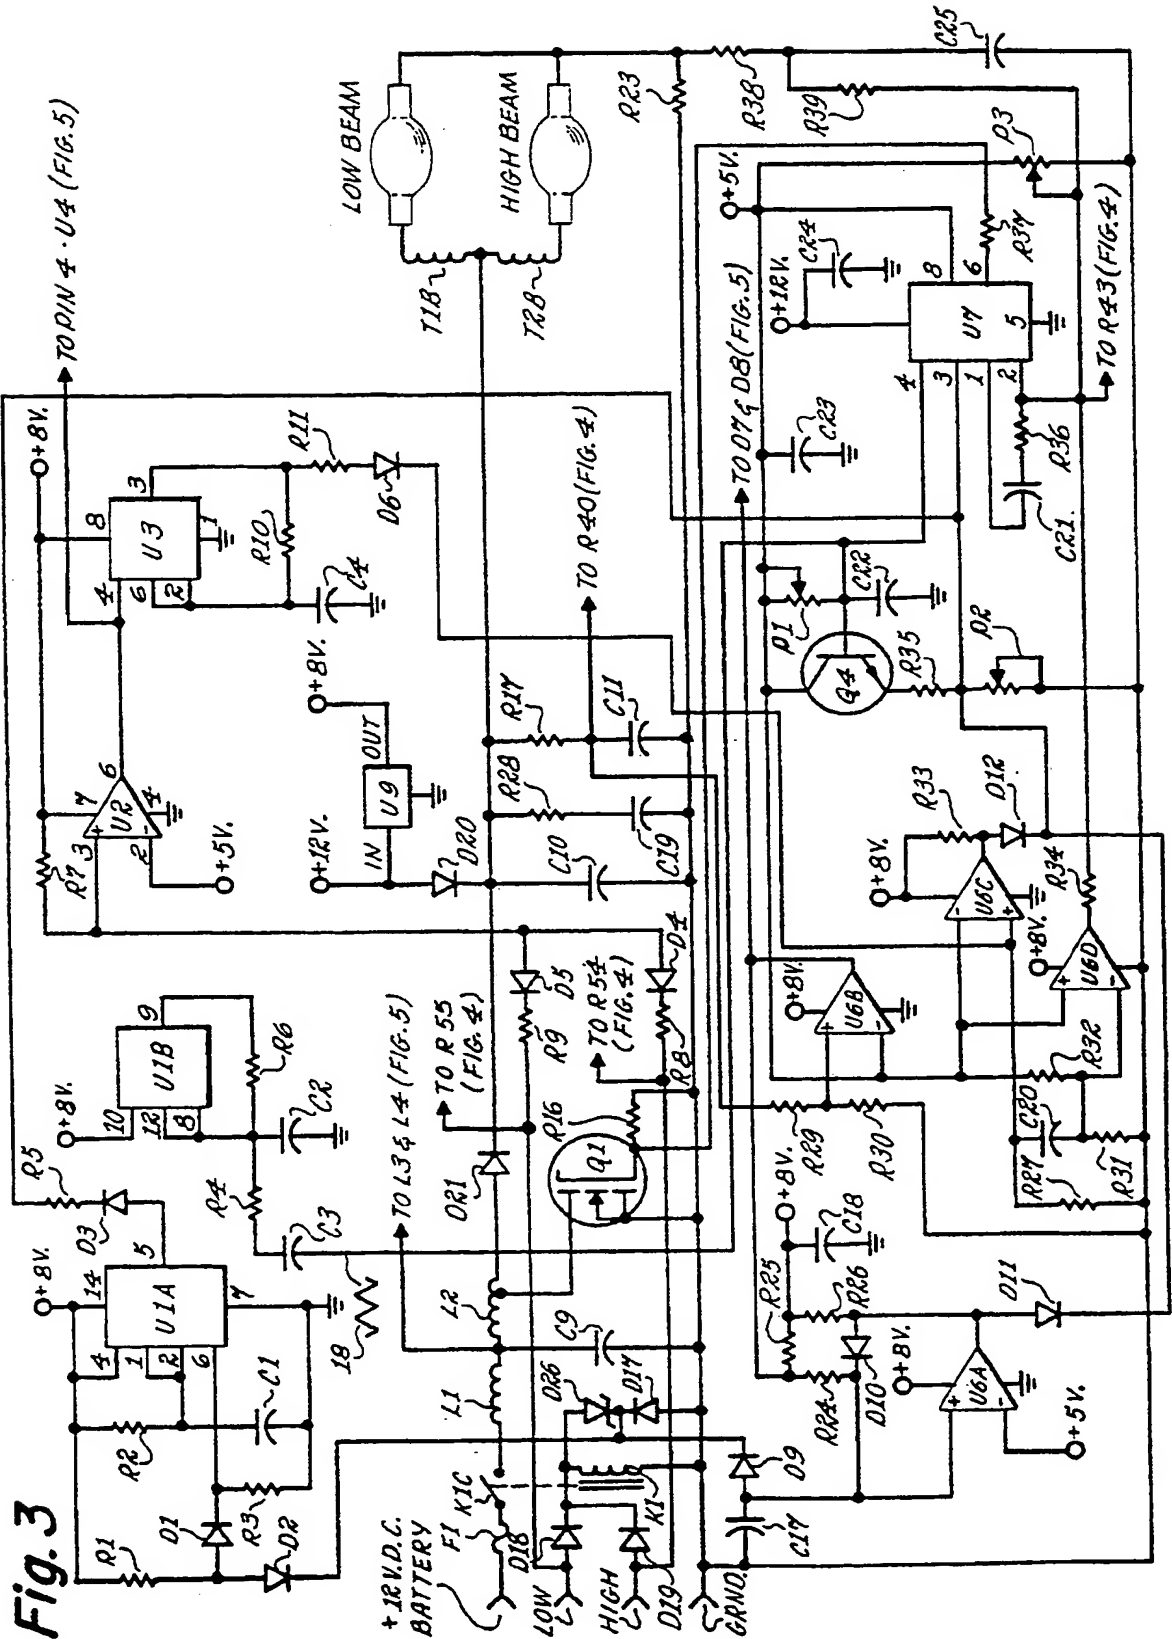 Fig. 3
+8V.
R1
R2
4
14
1
2
U1A
6
7
5
D3
R5
C1
D1
R3
D2
+8V.
10
12
8
U1B
9
R6
R4
C2
C3
18
R7
3
7
U2
6
2
4
+5V.
+8V.
TO PIN 4 · U4 (FIG. 5)
4
8
6
2
U3
3
1
R10
R11
C4
D6
+12V.
IN
U9
OUT
+8V.
D20
LOW BEAM
HIGH BEAM
T1B
T2B
+12V.D.C.
BATTERY
F1
K1C
L1
L2
TO L3 & L4 (FIG. 5)
D21
TO R55
(FIG. 4)
D5
R9
TO R54
(FIG. 4)
D4
R8
R16
Q1
C9
C10
R28
C19
R17
C11
TO R40 (FIG. 4)
LOW
D18
HIGH
D19
K1
D26
D17
GRND.
C17
D9
R23
R38
R39
C25
+8V.
R25
C18
R26
R24
D10
+8V.
U6A
+5V.
D11
R29
R30
+8V.
U6B
R27
C20
R31
R32
+8V.
U6C
R33
D12
+8V.
U6D
R34
TO D7 & D8 (FIG. 5)
C23
P1
Q4
C22
R35
P2
+12V.
C24
+5V.
4
3
1
2
U7
5
8
6
R37
P3
R36
C21
TO R43 (FIG. 4)